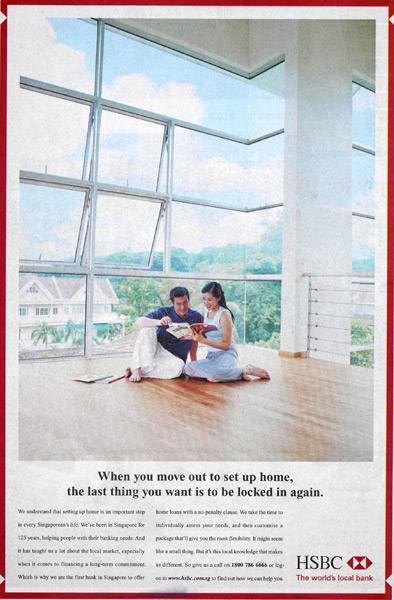 When you move out to set up home,
the last thing you want is to be locked in again.
We understand that setting up home is an important step
in every Singaporean's life. We've been in Singapore for
125 years, helping people with their banking needs. And
it has taught us a lot about the local market, especially
when it comes to financing a long-term commitment.
Which is why we are the first bank in Singapore to offer
home loans with a no-penalty clause. We take the time to
individually assess your needs, and then customise a
package that'll give you the most flexibility. It might seem
like a small thing. But it's this local knowledge that makes
us different. So give us a call on 1800 786 6666 or log-
on to www.hsbc.com.sg to find out how we can help you.
HSBC
The world's local bank